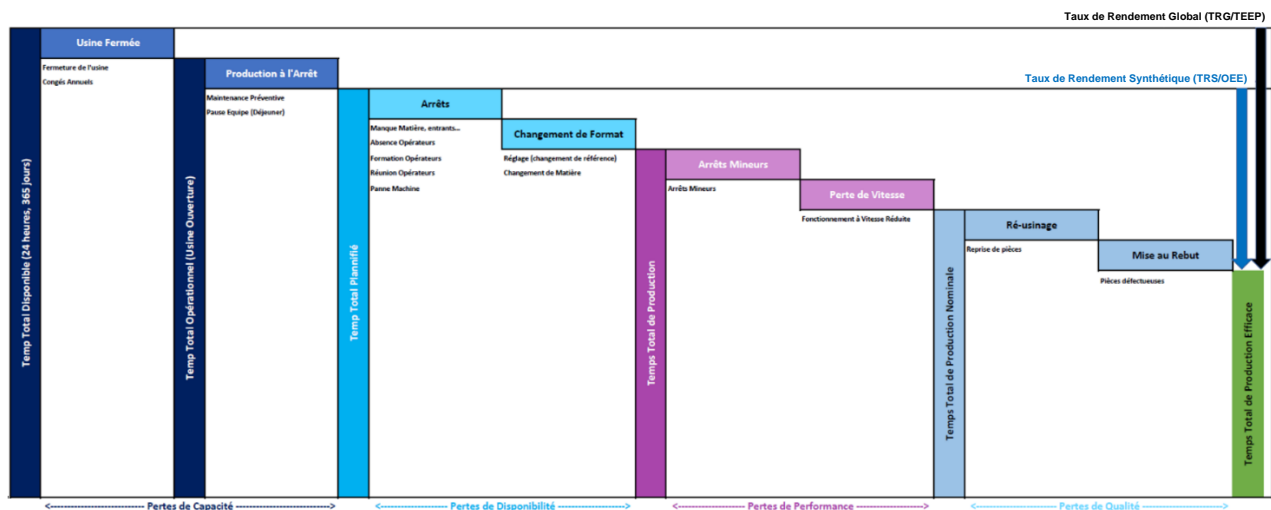 Taux de Rendement Global (TRG/TEEP)
Usine Fermée
Fermeture de l'usine
Congés Annuels
Production à l'Arrêt
Maintenance Préventive
Pause Equipe (Déjeuner)
Taux de Rendement Synthétique (TRS/OEE)
Arrêts
Manque Matière, entrants...
Absence Opérateurs
Formation Opérateurs
Réunion Opérateurs
Panne Machine
Changement de Format
Réglage (changement de référence)
Changement de Matière
Arrêts Mineurs
Arrêts Mineurs
Perte de Vitesse
Fonctionnement à Vitesse Réduite
Ré-usinage
Reprise de pièces
Mise au Rebut
Pièces défectueuses
Temp Total Disponible (24 heures, 365 jours)
Temp Total Opérationnel (Usine Ouverture)
Temp Total Plannifié
Temps Total de Production
Temps Total de Production Nominale
Temps Total de Production Efficace
<-------------------------- Pertes de Capacité -------------------------->
<------------------- Pertes de Disponibilité ------------------->
<------------------- Pertes de Performance ------------------->
<------------------------ Pertes de Qualité ------------------------>